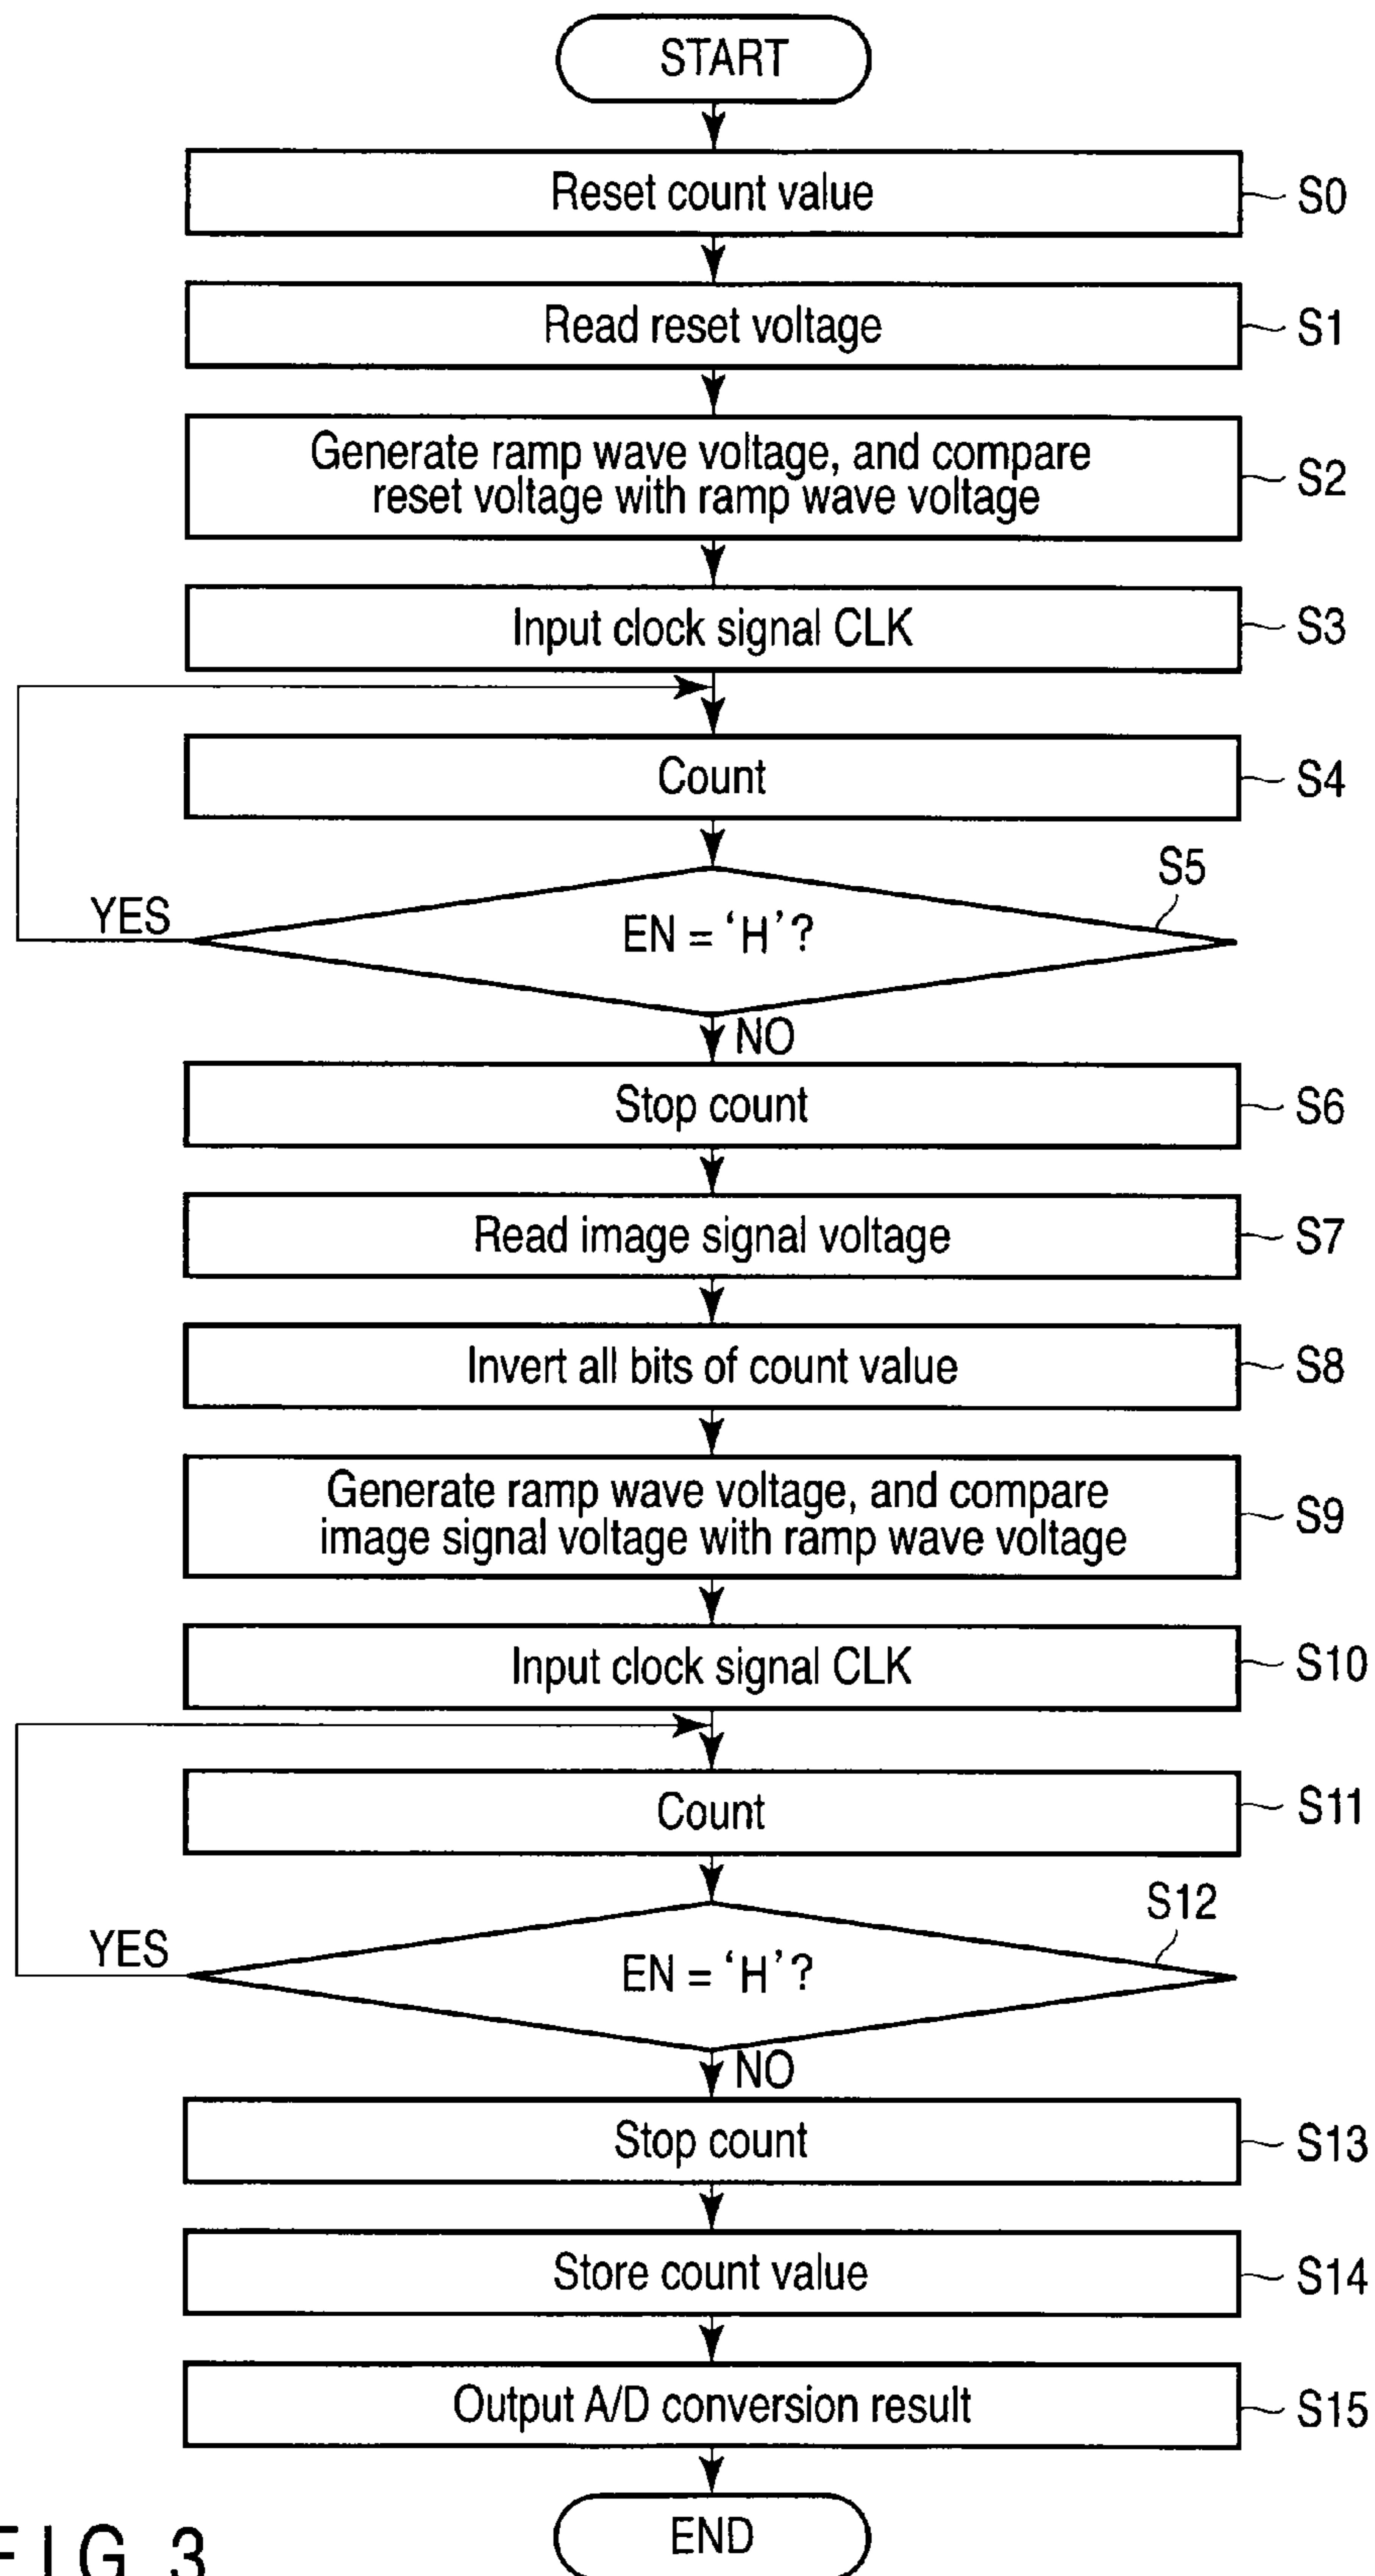 START
Reset count value
S0
Read reset voltage
S1
Generate ramp wave voltage, and compare
reset voltage with ramp wave voltage
S2
Input clock signal CLK
S3
Count
S4
S5
YES
EN = ‘H’?
NO
Stop count
S6
Read image signal voltage
S7
Invert all bits of count value
S8
Generate ramp wave voltage, and compare
image signal voltage with ramp wave voltage
S9
Input clock signal CLK
S10
Count
S11
S12
YES
EN = ‘H’?
NO
Stop count
S13
Store count value
S14
Output A/D conversion result
S15
END
FIG. 3